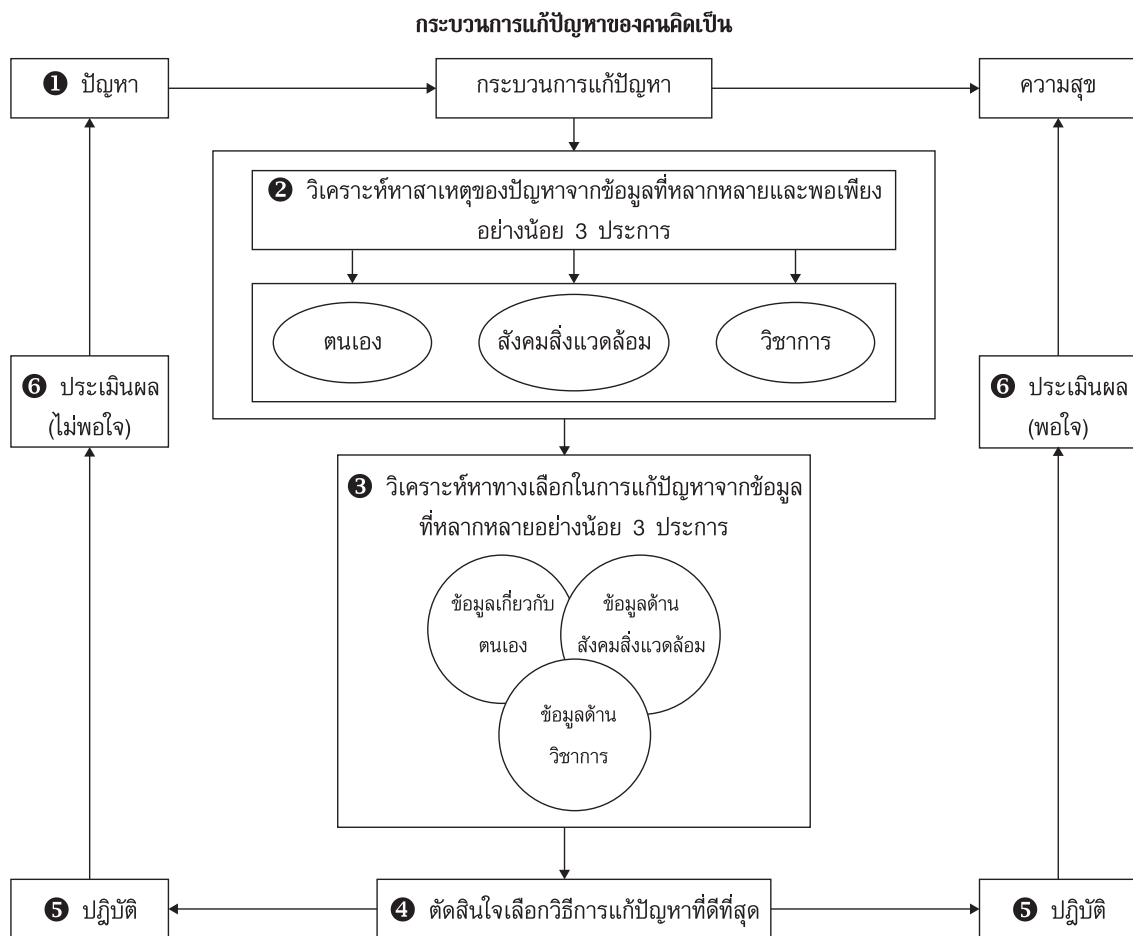 กระบวนการแก้ปัญหาของคนคิดเป็น
❶ ปัญหา
กระบวนการแก้ปัญหา
ความสุข
❷ วิเคราะห์หาสาเหตุของปัญหาจากข้อมูลที่หลากหลายและพอเพียง
อย่างน้อย 3 ประการ
ตนเอง
สังคมสิ่งแวดล้อม
วิชาการ
❻ ประเมินผล
(ไม่พอใจ)
❻ ประเมินผล
(พอใจ)
❸ วิเคราะห์หาทางเลือกในการแก้ปัญหาจากข้อมูล
ที่หลากหลายอย่างน้อย 3 ประการ
ข้อมูลเกี่ยวกับ
ตนเอง
ข้อมูลด้าน
สังคมสิ่งแวดล้อม
ข้อมูลด้าน
วิชาการ
❺ ปฎิบัติ
❹ ตัดสินใจเลือกวิธีการแก้ปัญหาที่ดีที่สุด
❺ ปฎิบัติ